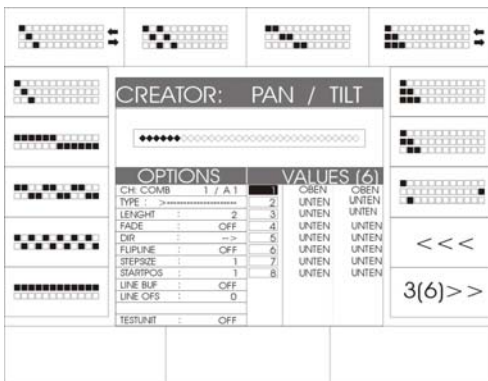 CREATOR: PAN / TILT
OPTIONS VALUES (6)
CH: COMB 1 / A 1 1 OBEN OBEN
TYPE : >---------------------- 2 UNTEN UNTEN
LENGHT : 2 3 UNTEN UNTEN
FADE : OFF 4 UNTEN UNTEN
DIR : --> 5 UNTEN UNTEN
FLIPLINE : OFF 6 UNTEN UNTEN
STEPSIZE : 1 7 UNTEN UNTEN
STARTPOS : 1 8 UNTEN UNTEN
LINE BUF : OFF
LINE OFS : 0
TESTUNIT : OFF
<<<
3(6)>>